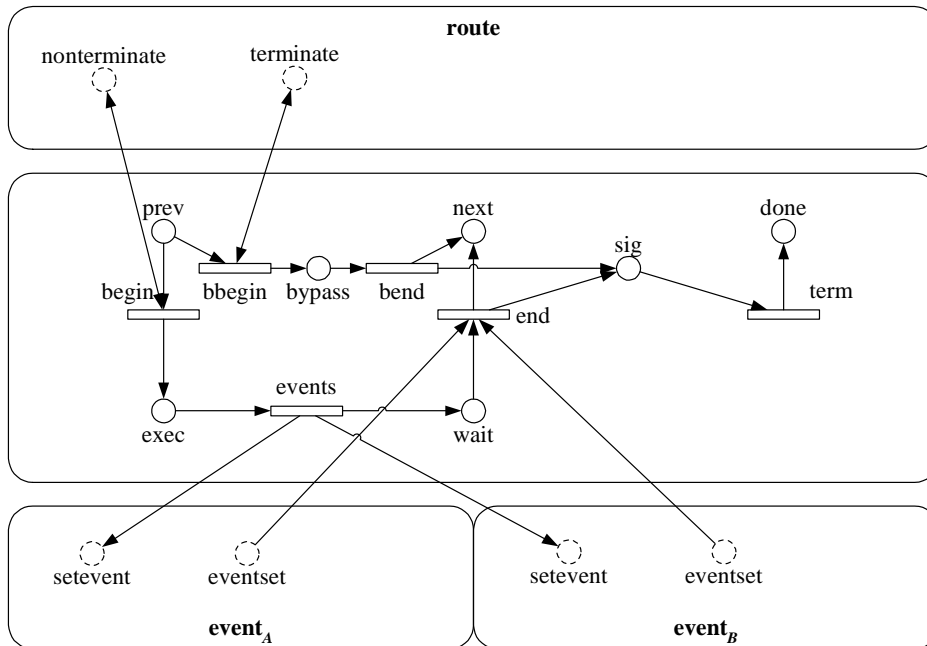 route
nonterminate terminate
prev next done
sig
begin bbegin bypass bend term
end
events
exec wait
setevent eventset setevent eventset
event_A event_B